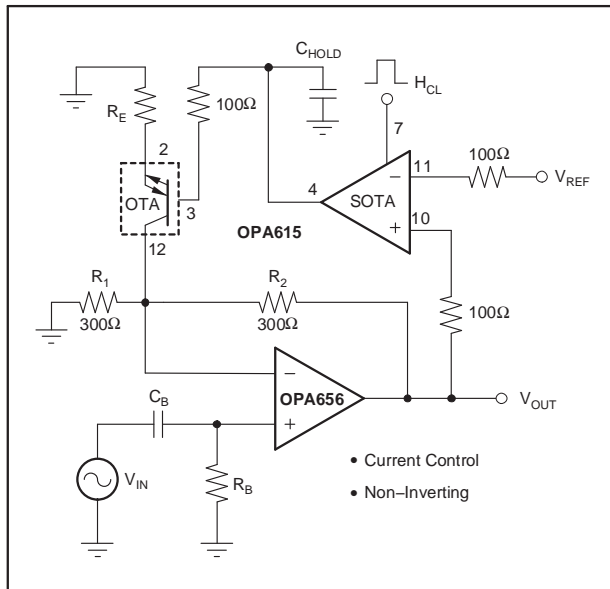 C_HOLD
H_CL
R_E
100Ω
2
7
OTA
3
4
SOTA
−
11
100Ω
V_REF
+
10
12
OPA615
R_1
300Ω
R_2
300Ω
100Ω
−
OPA656
+
V_OUT
C_B
V_IN
R_B
• Current Control
• Non−Inverting